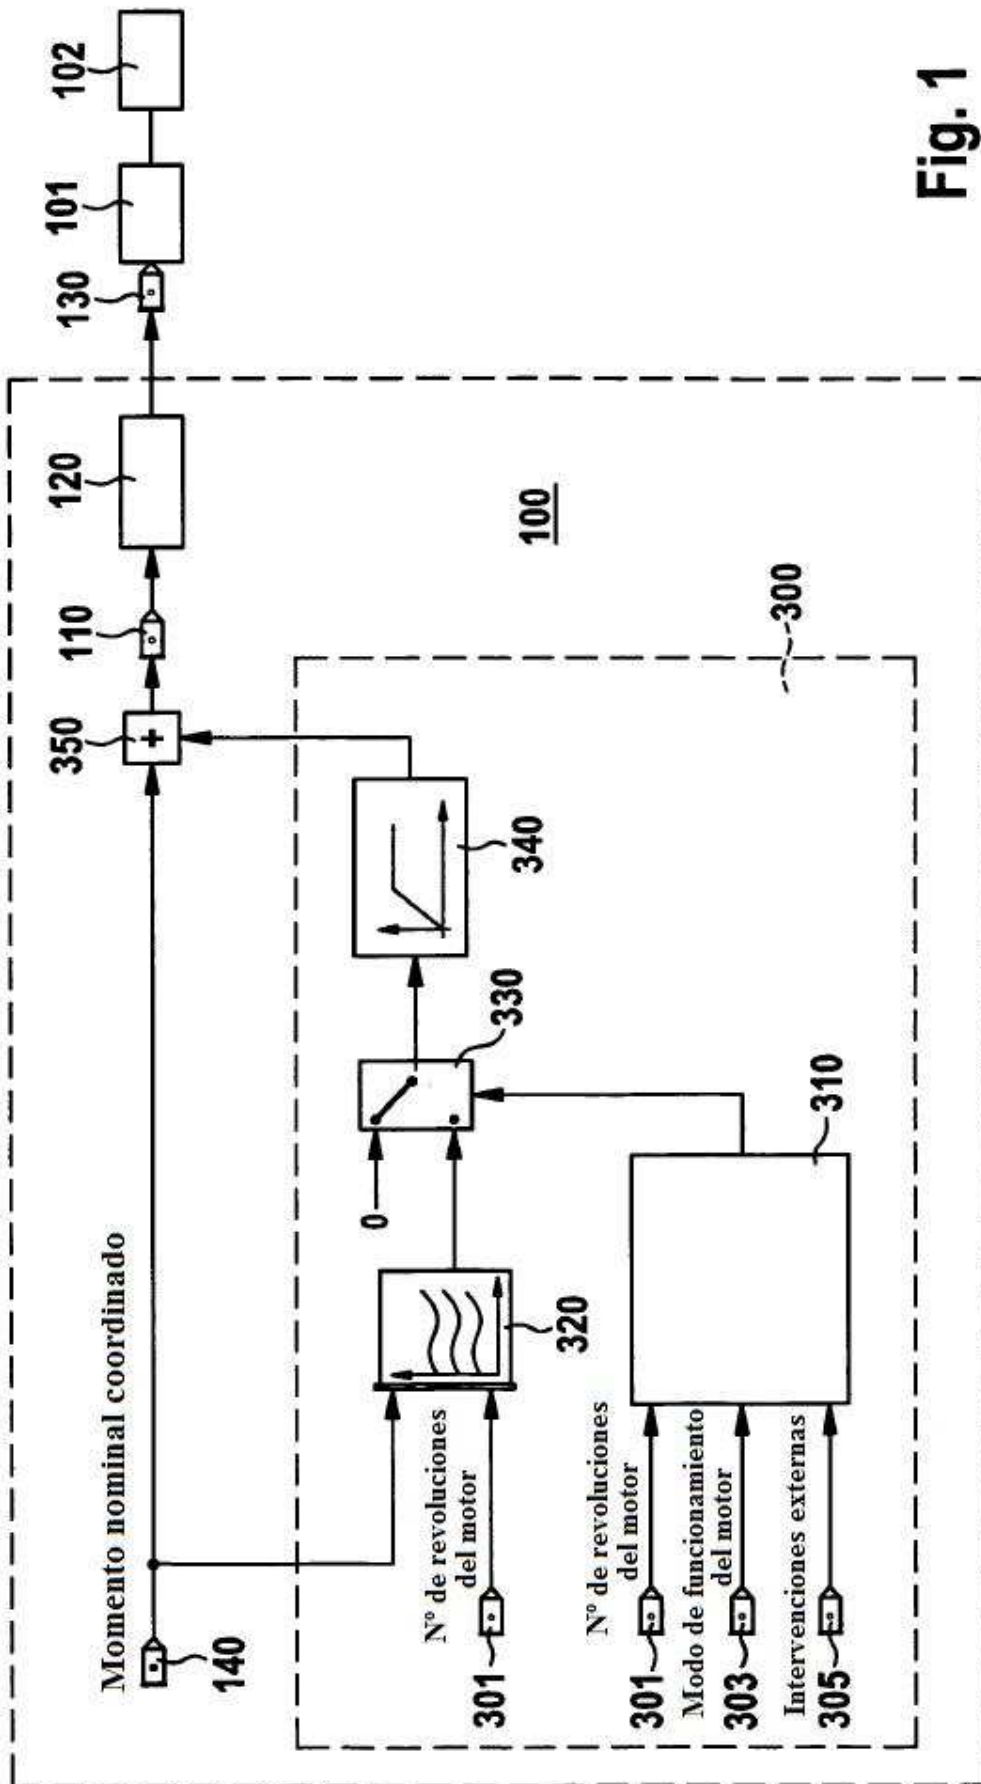 350
110
120
130
101
102
Momento nominal coordinado
+
140
0
Nº de revoluciones
del motor
301
320
330
340
100
300
Nº de revoluciones
del motor
301
Modo de funcionamiento
del motor
303
Intervenciones externas
305
310
Fig. 1